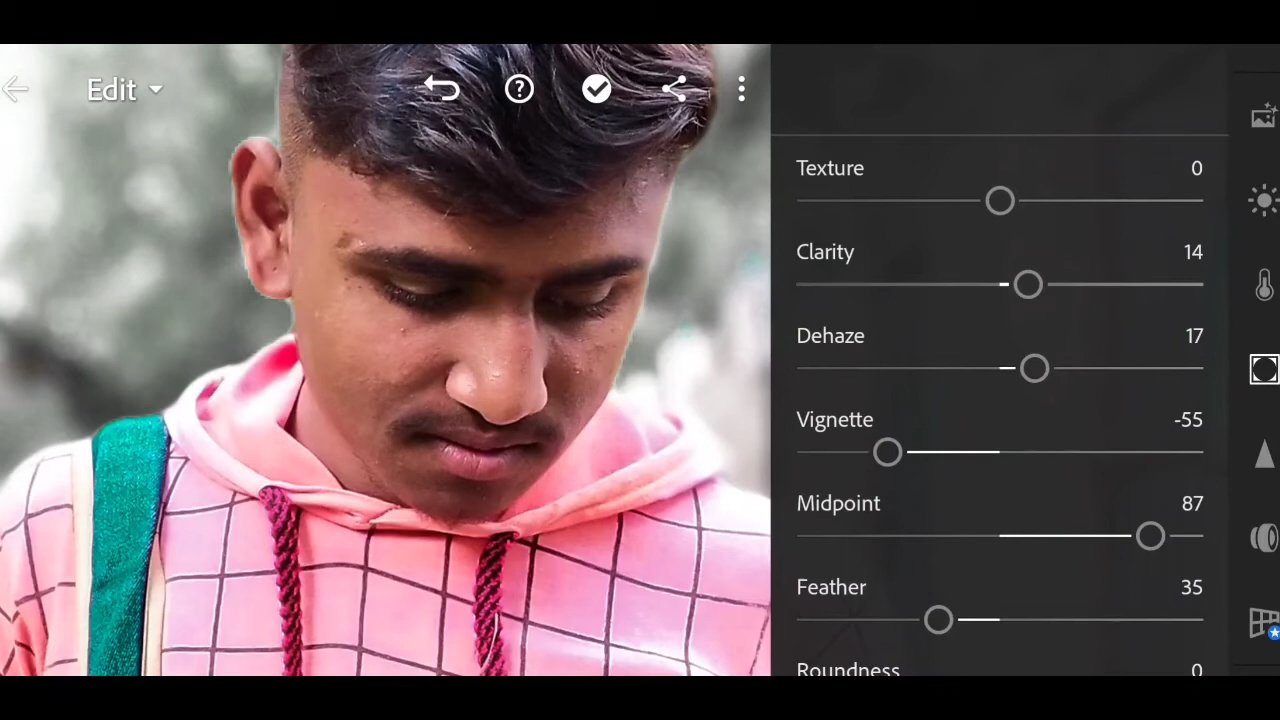 Edit
Texture 0
Clarity 14
Dehaze 17
Vignette -55
Midpoint 87
Feather 35
Roundness 0